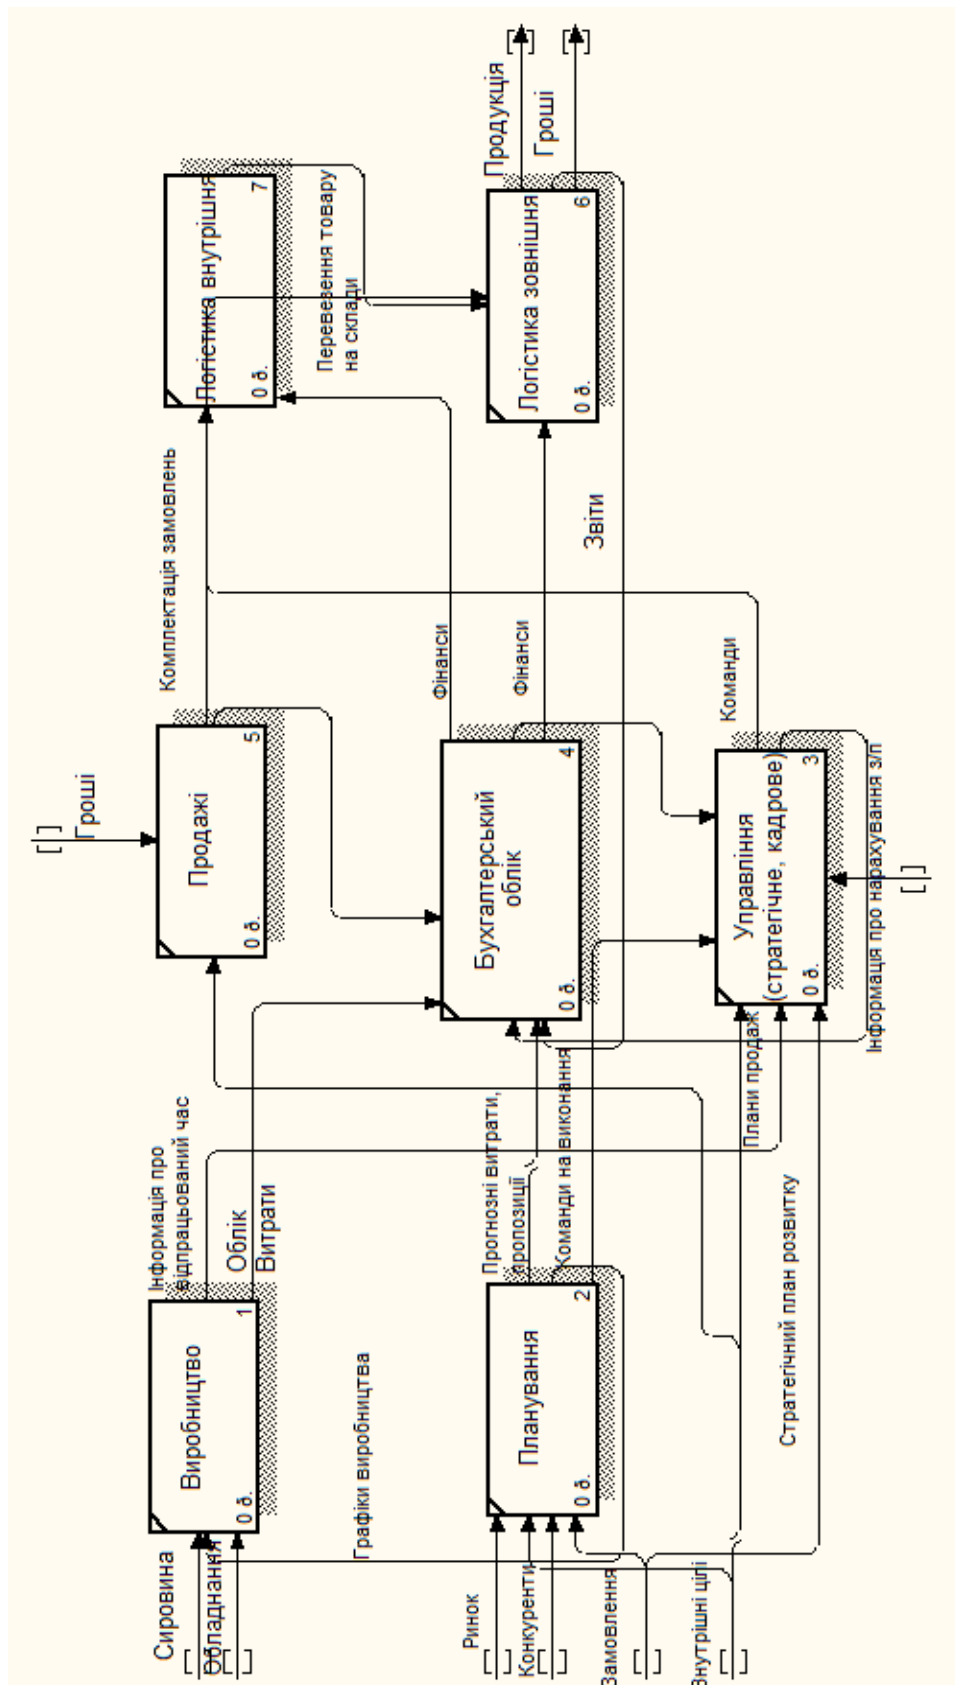 Сировина
Обладнання
Виробництво
0 ð.
1
Інформація про
відпрацьований час
Облік
Витрати
Графіки виробництва
Ринок
Конкуренти
Замовлення
Внутрішні цілі
Планування
0 ð.
2
Прогнозні витрати,
пропозиції
Команди на виконання
Плани продаж
Стратегічний план розвитку
Гроші
Продажі
0 ð.
5
Бухгалтерський
облік
0 ð.
4
Управління
(стратегічне, кадрове)
0 ð.
3
Інформація про нарахування з/п
Команди
Комплектація замовлень
Фінанси
Фінанси
Звіти
Логістика внутрішня
0 ð.
7
Перевезення товару
на склади
Логістика зовнішня
0 ð.
6
Продукція
Гроші